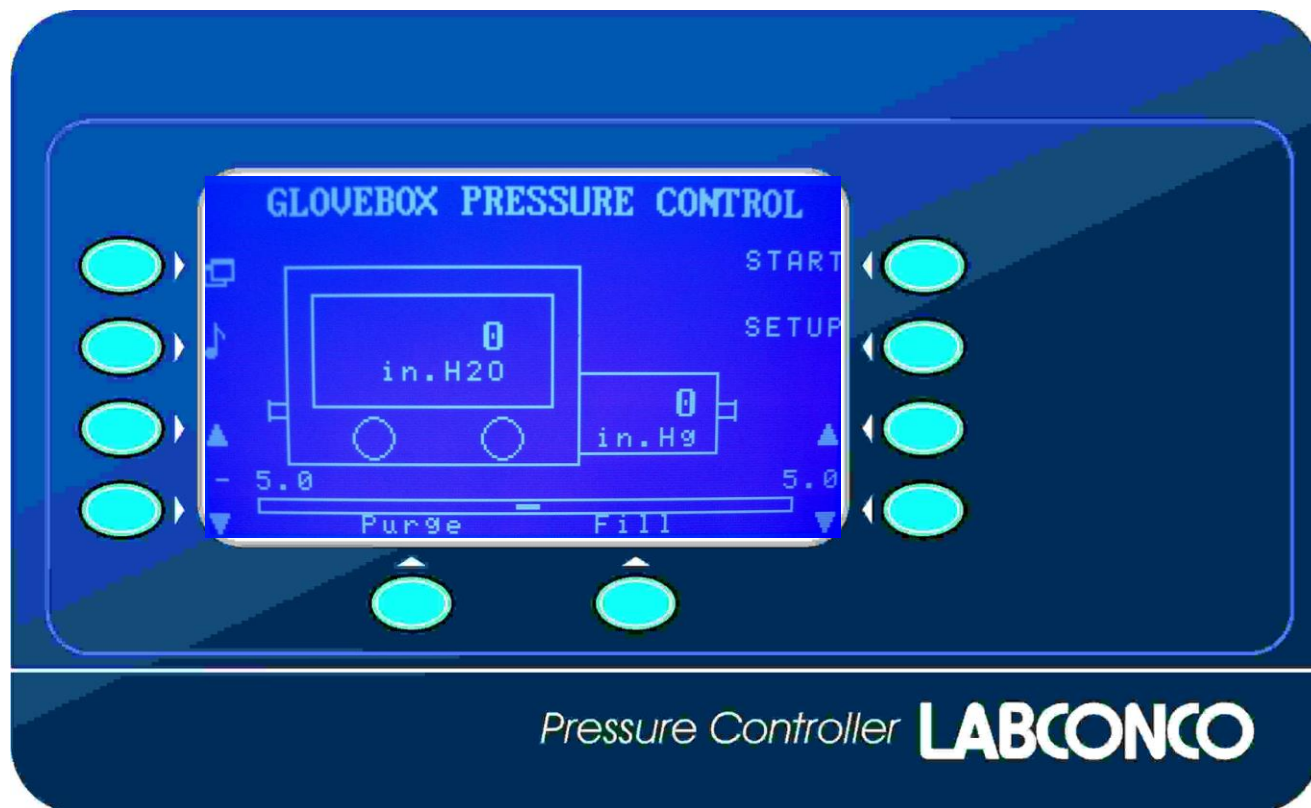 GLOVEBOX PRESSURE CONTROL
START
SETUP
0
in.H2O
0
in.Hg
- 5.0
5.0
Purge
Fill
Pressure Controller LABCONCO